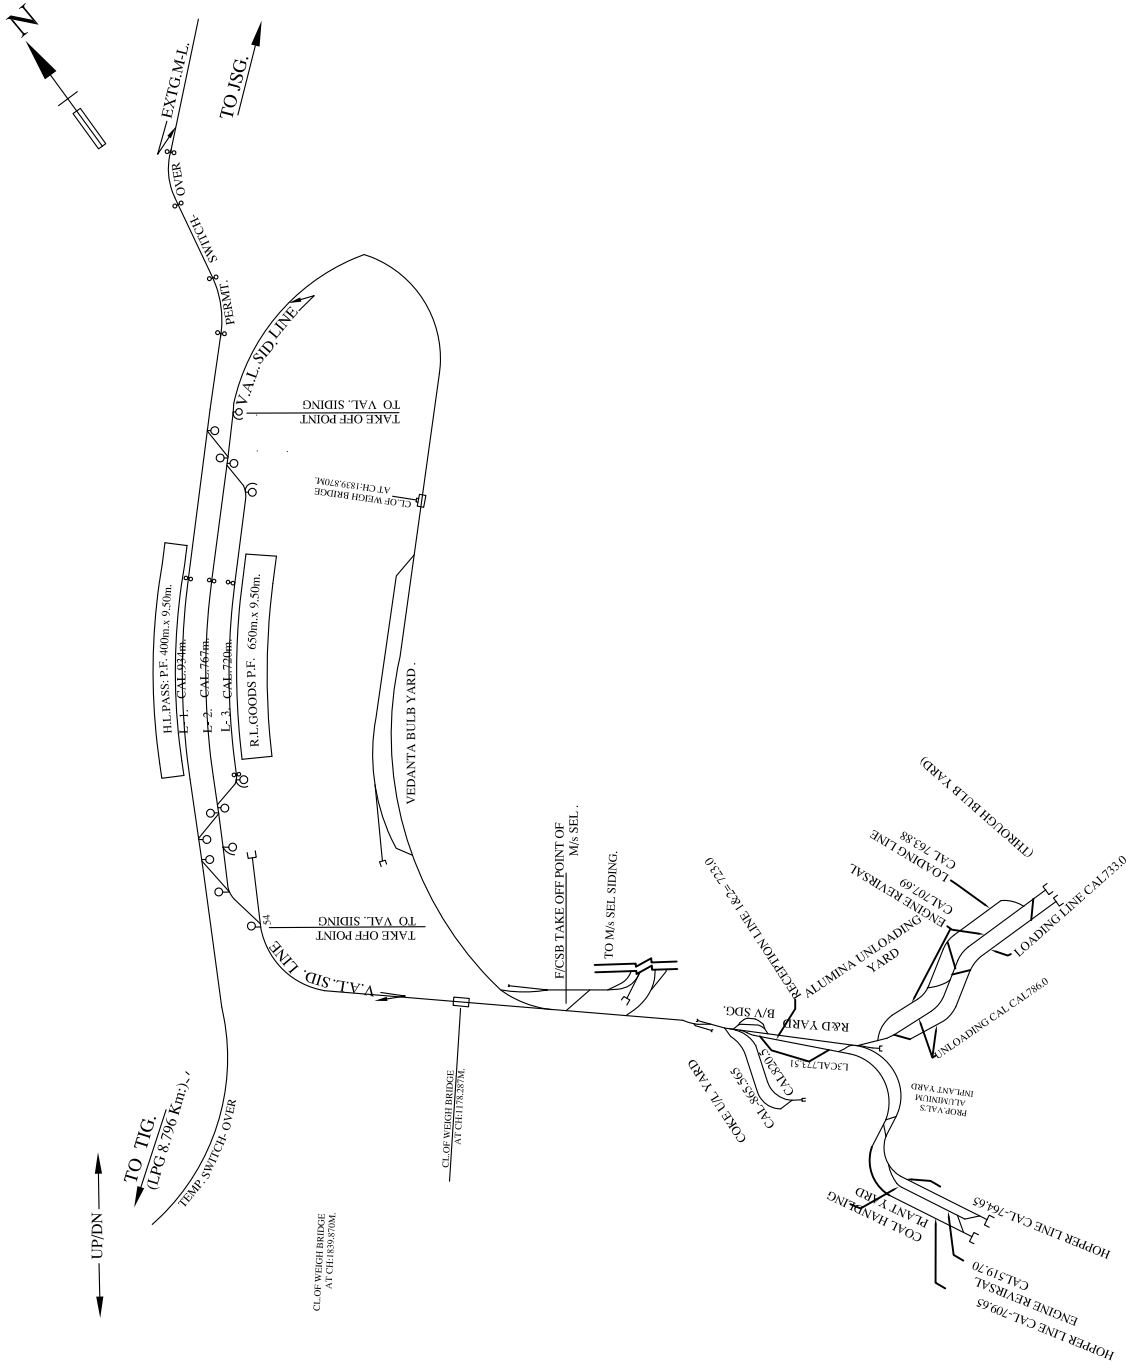 N
EXTG.M-L.
TO JSG.
OVER
SWITCH-
PERMT.
V.A.L. SID. LINE
TAKE OFF POINT
TO VAL. SIDING
CL.OF WEIGH BRIDGE
AT CH:1839.870M.
H.L.PASS: P.F. 400m.x 9.50m.
L- 1. CAL.934m.
L- 2. CAL.767m.
L- 3. CAL.720m.
R.L.GOODS P.F. 650m.x 9.50m.
VEDANTA BULB YARD .
54
TAKE OFF POINT
TO VAL. SIDING
V.A.L.SID. LINE
F/CSB TAKE OFF POINT OF
M/s SEL .
TO M/s SEL SIDING.
CL.OF WEIGH BRIDGE
AT CH:1178.287M.
TO TIG.
(LPG 8.796 Km:)
TEMP. SWITCH- OVER
UP/DN
CL.OF WEIGH BRIDGE
AT CH:1839.870M.
RECEPTION LINE 1&2= 723.0
B/V SDG.
R&D YARD
L3CAL773.51
CAL.820.5
CAL-865.565
COKE U/L YARD
ALUMINA UNLOADING
YARD
ENGINE REVIRSAL
CAL707.69
LOADING LINE
CAL 763.88
(THROUGH BULB YARD)
LOADING LINE CAL733.0
UNLOADING CAL CAL786.0
PROP.VAL'S
ALUMINIUM
INPLANT YARD
COAL HANDLING
PLANT YARD
HOPPER LINE CAL-764.65
ENGINE REVIRSAL
CAL519.70
HOPPER LINE CAL-709.65